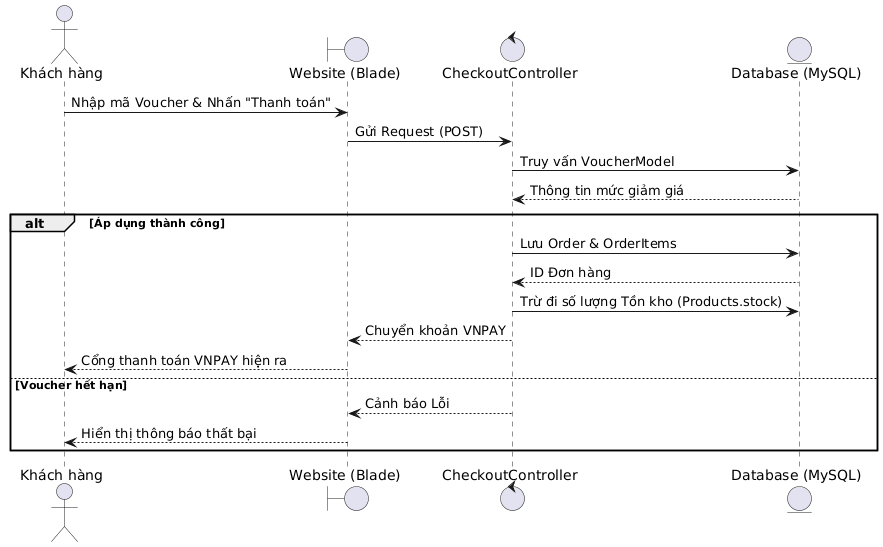 Khách hàng
Website (Blade)
CheckoutController
Database (MySQL)
Nhập mã Voucher & Nhấn "Thanh toán"
Gửi Request (POST)
Truy vấn VoucherModel
Thông tin mức giảm giá
alt
[Áp dụng thành công]
Lưu Order & OrderItems
ID Đơn hàng
Trừ đi số lượng Tồn kho (Products.stock)
Chuyển khoản VNPAY
Cổng thanh toán VNPAY hiện ra
[Voucher hết hạn]
Cảnh báo Lỗi
Hiển thị thông báo thất bại
Khách hàng
Website (Blade)
CheckoutController
Database (MySQL)